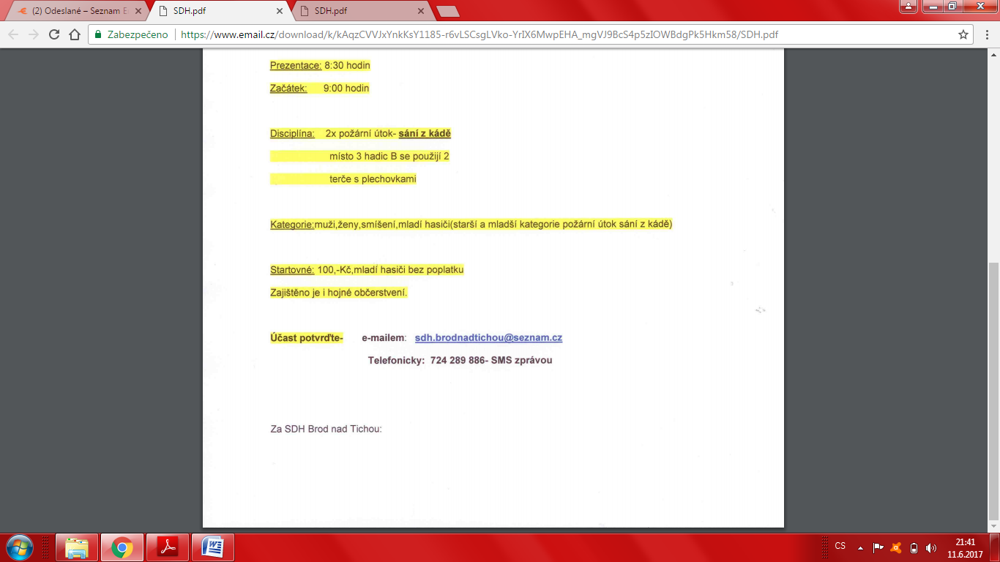 (2) Odeslané – Seznam E
SDH.pdf
SDH.pdf
Zabezpečeno
https://www.email.cz/download/k/kAqzCVVJxYnkKsY1185-r6vLSCsgLVko-YrIX6MwpEHA_mgVJ9BcS4p5zIOWBdgPk5Hkm58/SDH.pdf
Prezentace: 8:30 hodin
Začátek: 9:00 hodin
Disciplína: 2x požární útok- sání z kádě
místo 3 hadic B se použijí 2
terče s plechovkami
Kategorie:muži,ženy,smíšení,mladí hasiči(starší a mladší kategorie požární útok sání z kádě)
Startovné: 100,-Kč,mladí hasiči bez poplatku
Zajištěno je i hojné občerstvení.
Účast potvrďte- e-mailem: sdh.brodnadtichou@seznam.cz
Telefonicky: 724 289 886- SMS zprávou
Za SDH Brod nad Tichou:
CS
21:41
11.6.2017